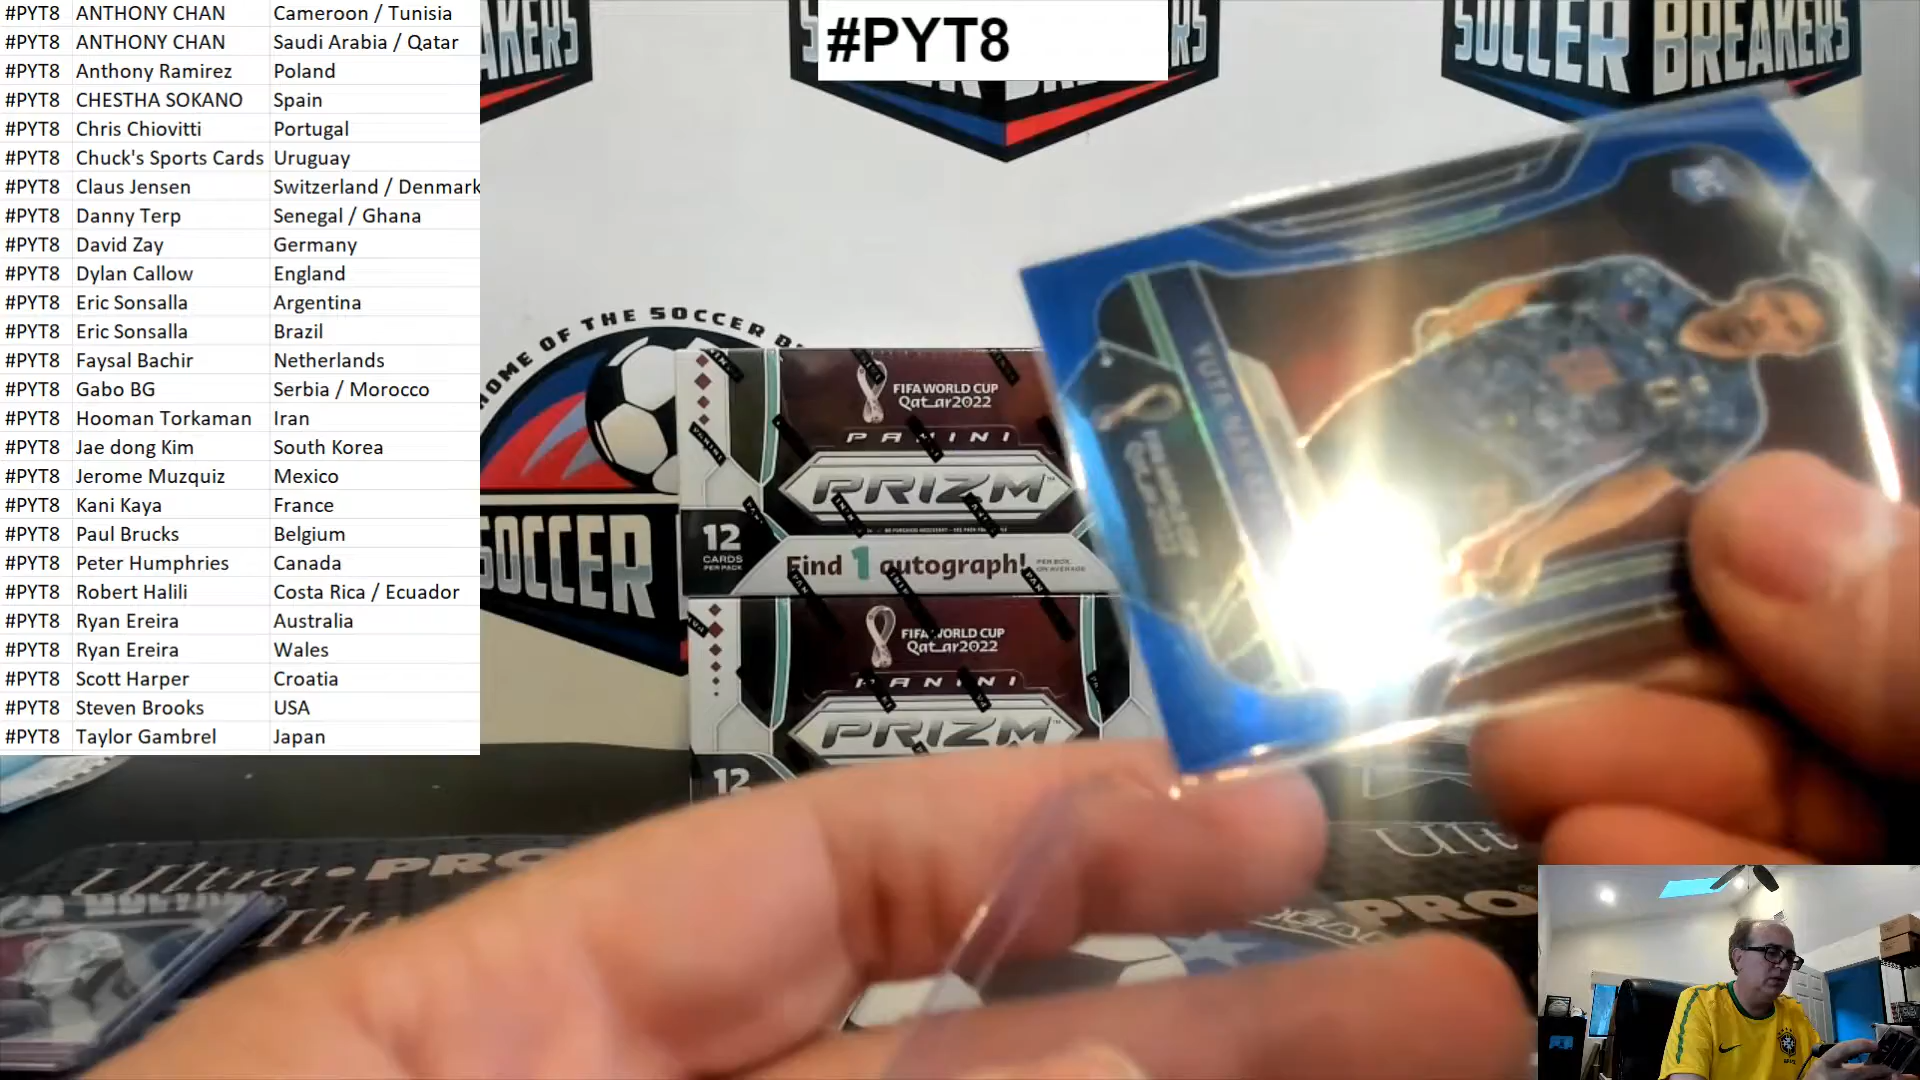 #PYT8 ANTHONY CHAN Cameroon / Tunisia
#PYT8 ANTHONY CHAN Saudi Arabia / Qatar
#PYT8 Anthony Ramirez Poland
#PYT8 CHESTHA SOKANO Spain
#PYT8 Chris Chiovitti Portugal
#PYT8 Chuck's Sports Cards Uruguay
#PYT8 Claus Jensen Switzerland / Denmark
#PYT8 Danny Terp Senegal / Ghana
#PYT8 David Zay Germany
#PYT8 Dylan Callow England
#PYT8 Eric Sonsalla Argentina
#PYT8 Eric Sonsalla Brazil
#PYT8 Faysal Bachir Netherlands
#PYT8 Gabo BG Serbia / Morocco
#PYT8 Hooman Torkaman Iran
#PYT8 Jae dong Kim South Korea
#PYT8 Jerome Muzquiz Mexico
#PYT8 Kani Kaya France
#PYT8 Paul Brucks Belgium
#PYT8 Peter Humphries Canada
#PYT8 Robert Halili Costa Rica / Ecuador
#PYT8 Ryan Ereira Australia
#PYT8 Ryan Ereira Wales
#PYT8 Scott Harper Croatia
#PYT8 Steven Brooks USA
#PYT8 Taylor Gambrel Japan
#PYT8
SOCCER BREAKERS
HOME OF THE SOCCER
SOCCER
FIFA WORLD CUP
Qatar2022
PANINI
PRIZM
12
CARDS
PER PACK
Find 1 autograph!
PER BOX,
ON AVERAGE
FIFA WORLD CUP
Qatar2022
PANINI
PRIZM
12
YUTA
RC
Ultra PRO
PRO